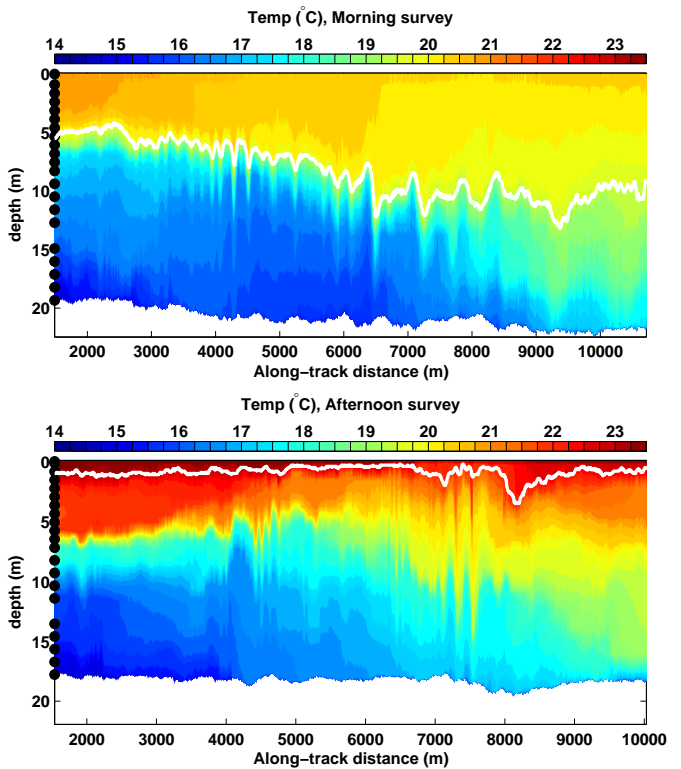 Temp (°C), Morning survey
14 15 16 17 18 19 20 21 22 23
0
5
10
15
20
depth (m)
2000 3000 4000 5000 6000 7000 8000 9000 10000
Along-track distance (m)
Temp (°C), Afternoon survey
14 15 16 17 18 19 20 21 22 23
0
5
10
15
20
depth (m)
2000 3000 4000 5000 6000 7000 8000 9000 10000
Along-track distance (m)